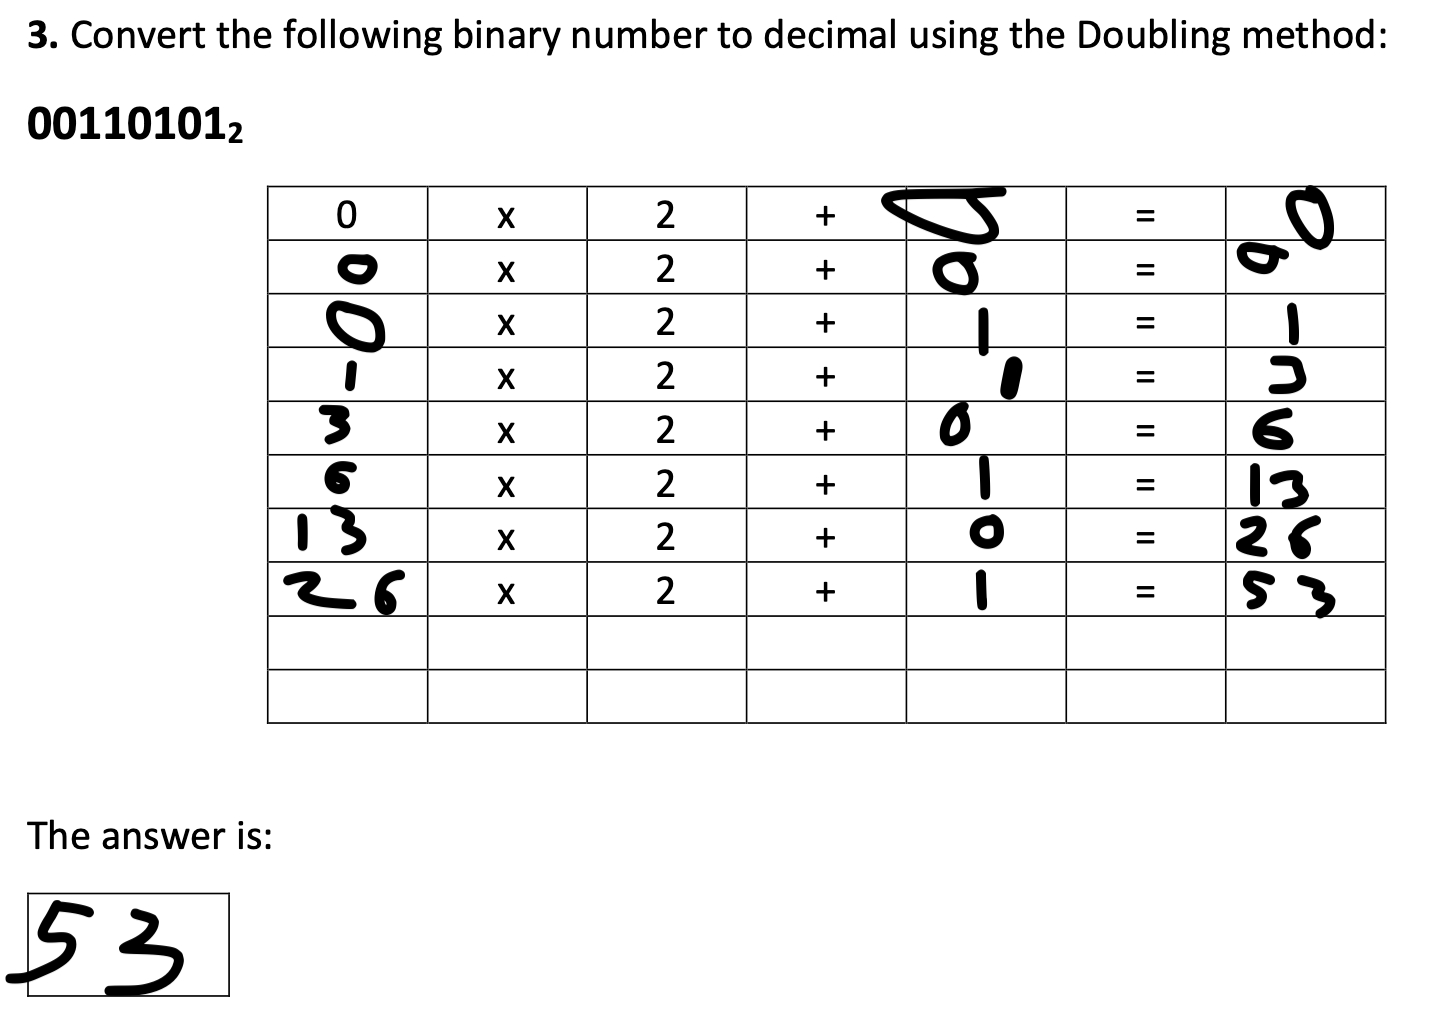 3. Convert the following binary number to decimal using the Doubling method:
00110101₂
0 x 2 + 0 = 0
0 x 2 + 0 = 0
0 x 2 + 1 = 1
1 x 2 + 1 = 3
3 x 2 + 0 = 6
6 x 2 + 1 = 13
13 x 2 + 0 = 26
26 x 2 + 1 = 53
The answer is:
53